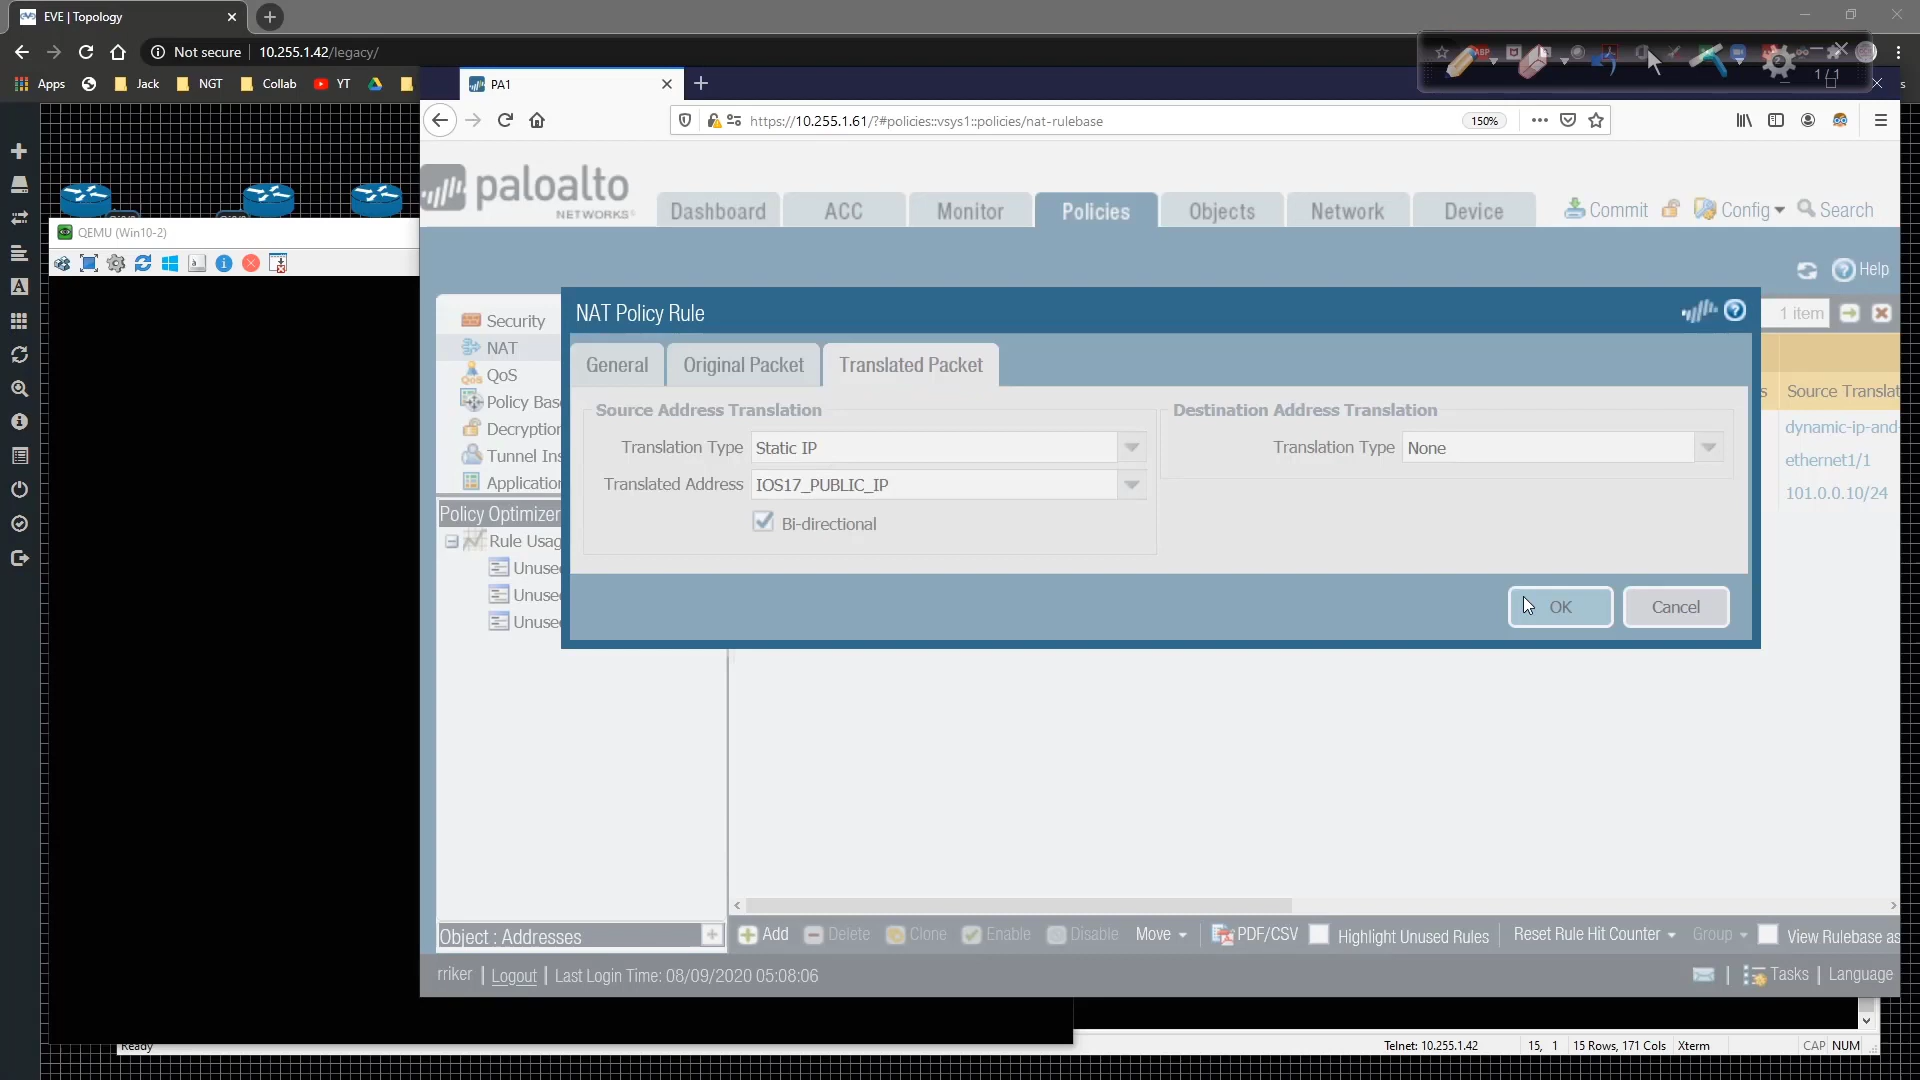 EVE | Topology
Not secure 10.255.1.42/legacy/
Apps Jack NGT Collab YT
PA1
1/1
https://10.255.1.61/?#policies::vsys1::policies/nat-rulebase 150%
paloalto
NETWORKS
Dashboard ACC Monitor Policies Objects Network Device Commit Config Search
QEMU (Win10-2)
Help
NAT Policy Rule
1 item
Security
NAT
QoS
Policy Bas
Decryption
Tunnel Ins
Application
General Original Packet Translated Packet
Source Address Translation
Translation Type Static IP
Translated Address IOS17_PUBLIC_IP
Bi-directional
Destination Address Translation
Translation Type None
s Source Translat
dynamic-ip-and-
ethernet1/1
101.0.0.10/24
Policy Optimizer
Rule Usag
Unused
Unused
Unused
OK Cancel
Object : Addresses
Add Delete Clone Enable Disable Move PDF/CSV Highlight Unused Rules Reset Rule Hit Counter Group View Rulebase as
rriker | Logout | Last Login Time: 08/09/2020 05:08:06 | Tasks | Language
Ready Telnet: 10.255.1.42 15, 1 15 Rows, 171 Cols Xterm CAP NUM